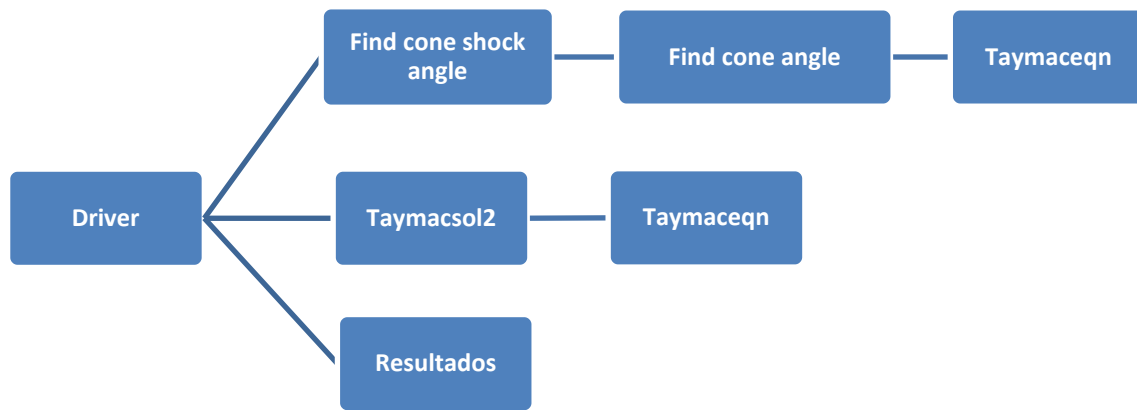 Find cone shock
angle
Find cone angle
Taymaceqn
Driver
Taymacsol2
Taymaceqn
Resultados